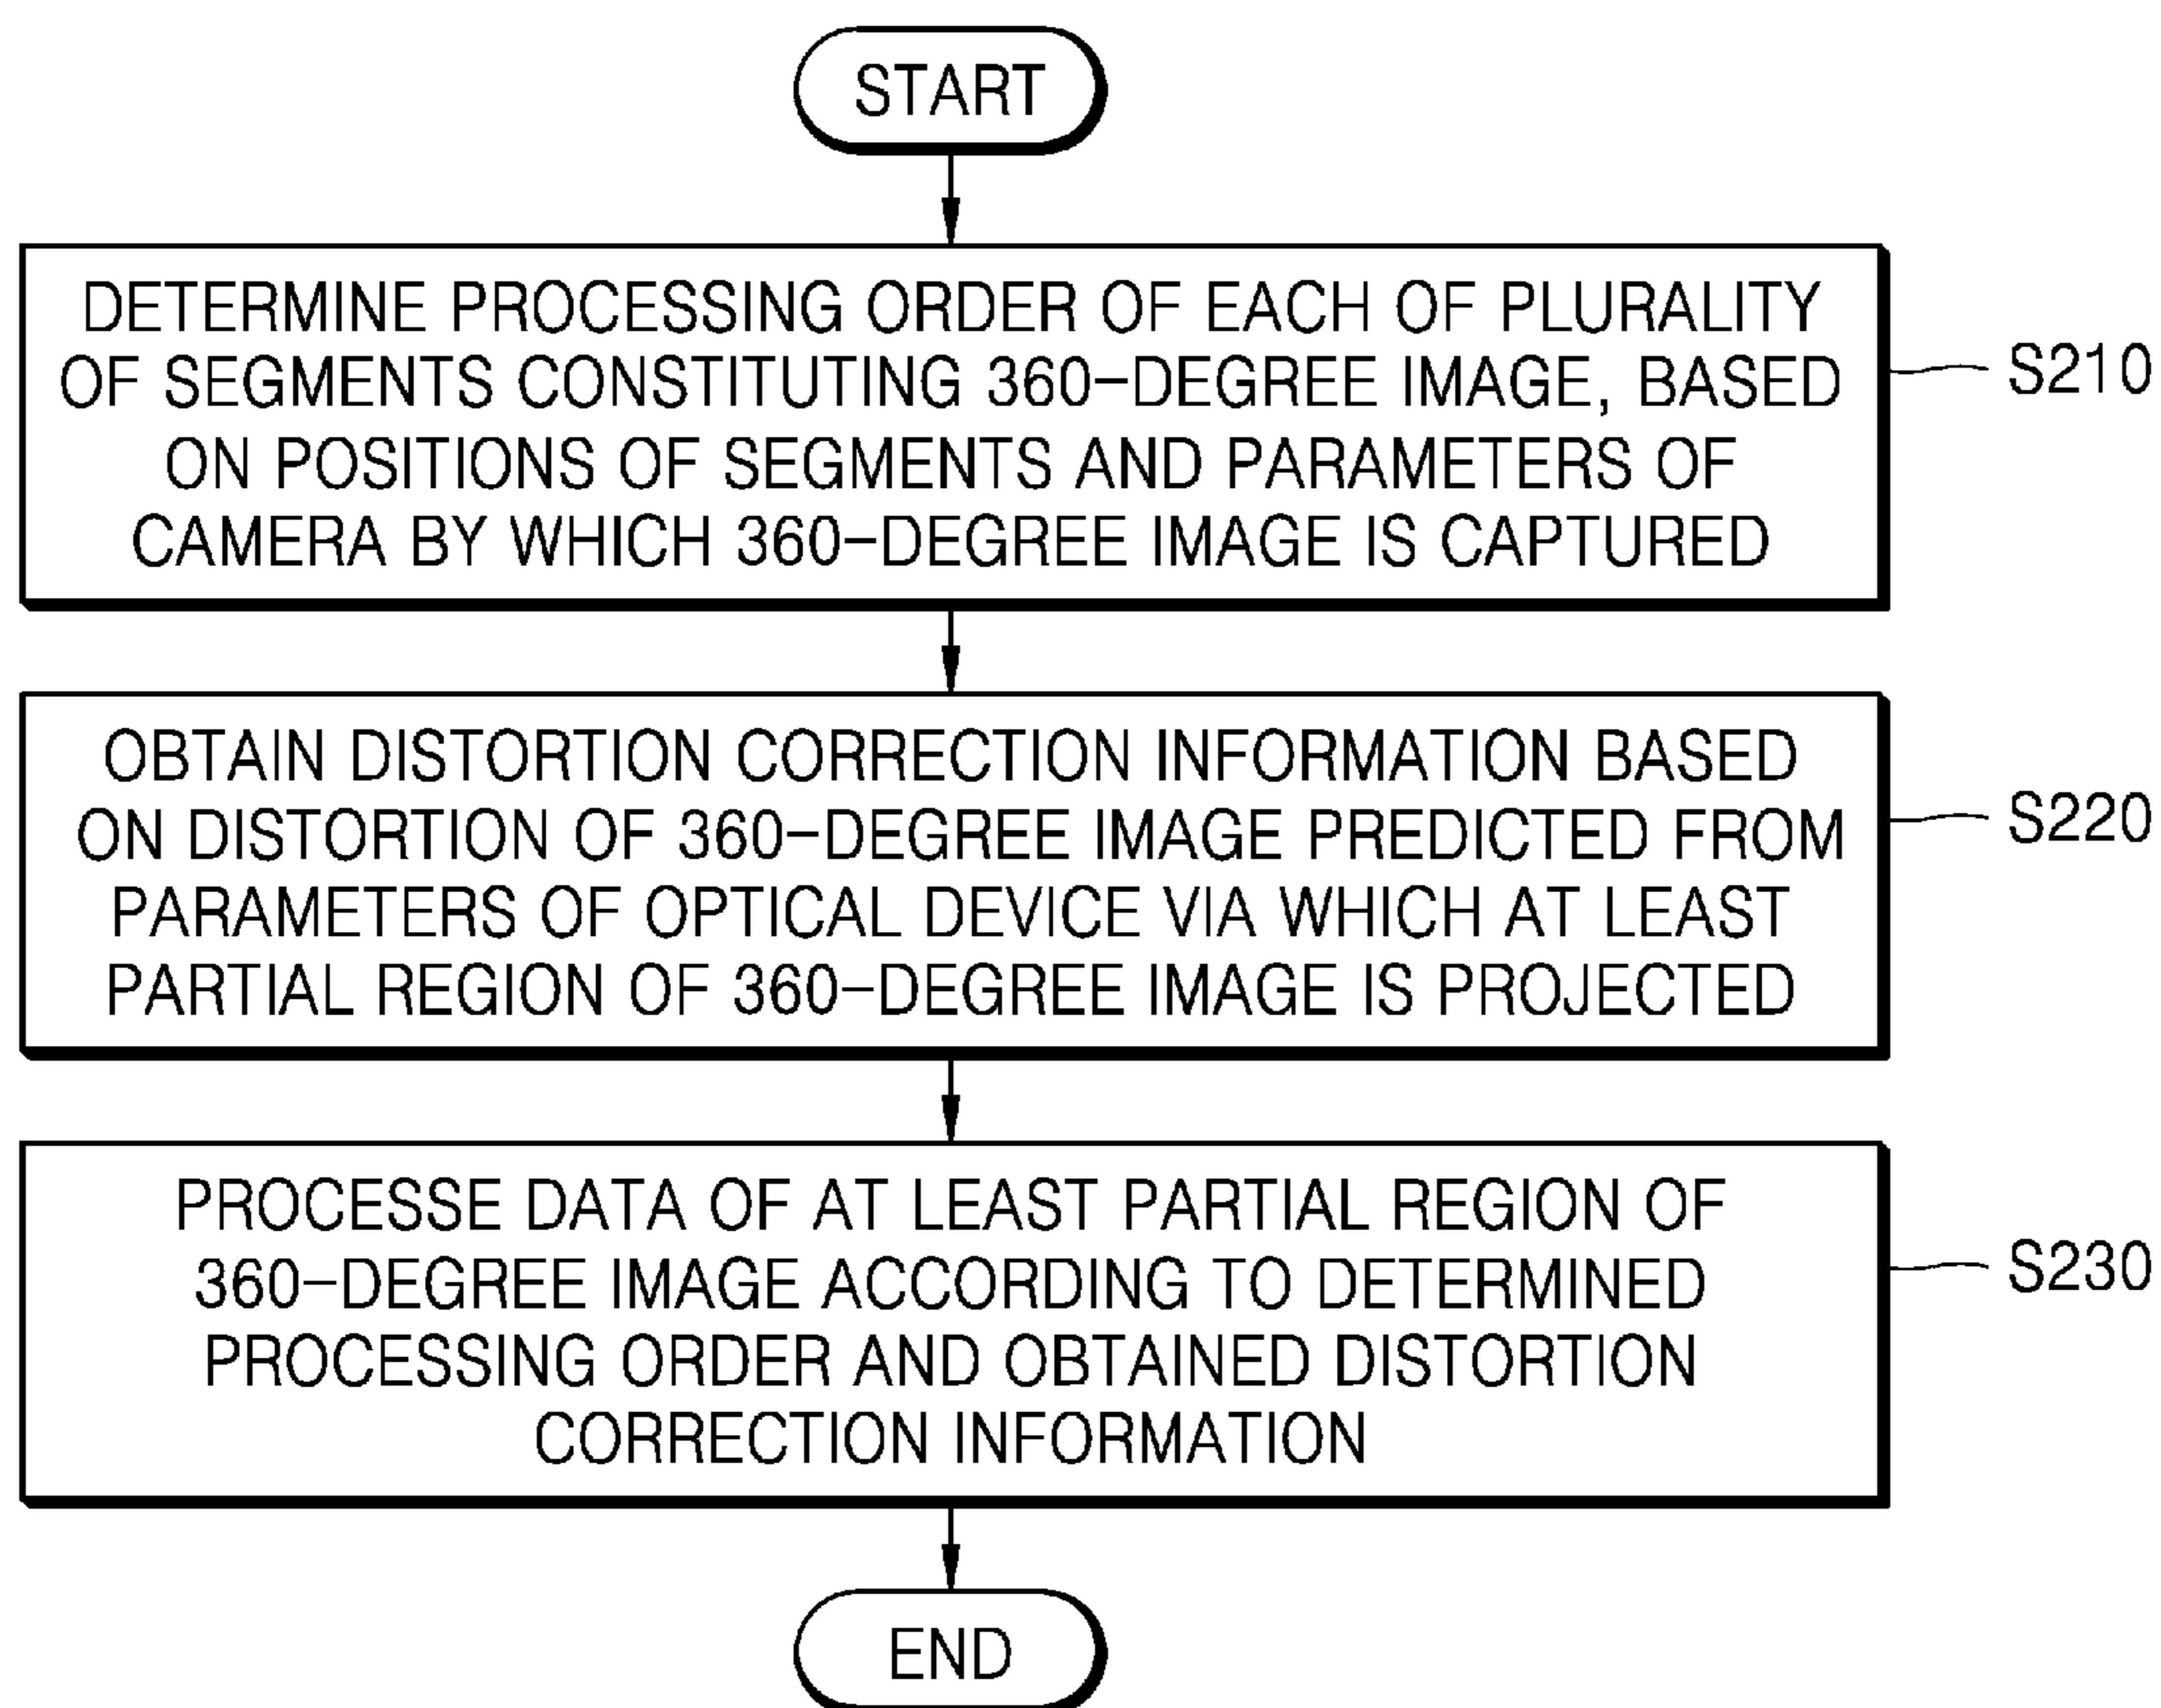 START
DETERMINE PROCESSING ORDER OF EACH OF PLURALITY
OF SEGMENTS CONSTITUTING 360-DEGREE IMAGE, BASED
ON POSITIONS OF SEGMENTS AND PARAMETERS OF
CAMERA BY WHICH 360-DEGREE IMAGE IS CAPTURED
S210
OBTAIN DISTORTION CORRECTION INFORMATION BASED
ON DISTORTION OF 360-DEGREE IMAGE PREDICTED FROM
PARAMETERS OF OPTICAL DEVICE VIA WHICH AT LEAST
PARTIAL REGION OF 360-DEGREE IMAGE IS PROJECTED
S220
PROCESSE DATA OF AT LEAST PARTIAL REGION OF
360-DEGREE IMAGE ACCORDING TO DETERMINED
PROCESSING ORDER AND OBTAINED DISTORTION
CORRECTION INFORMATION
S230
END